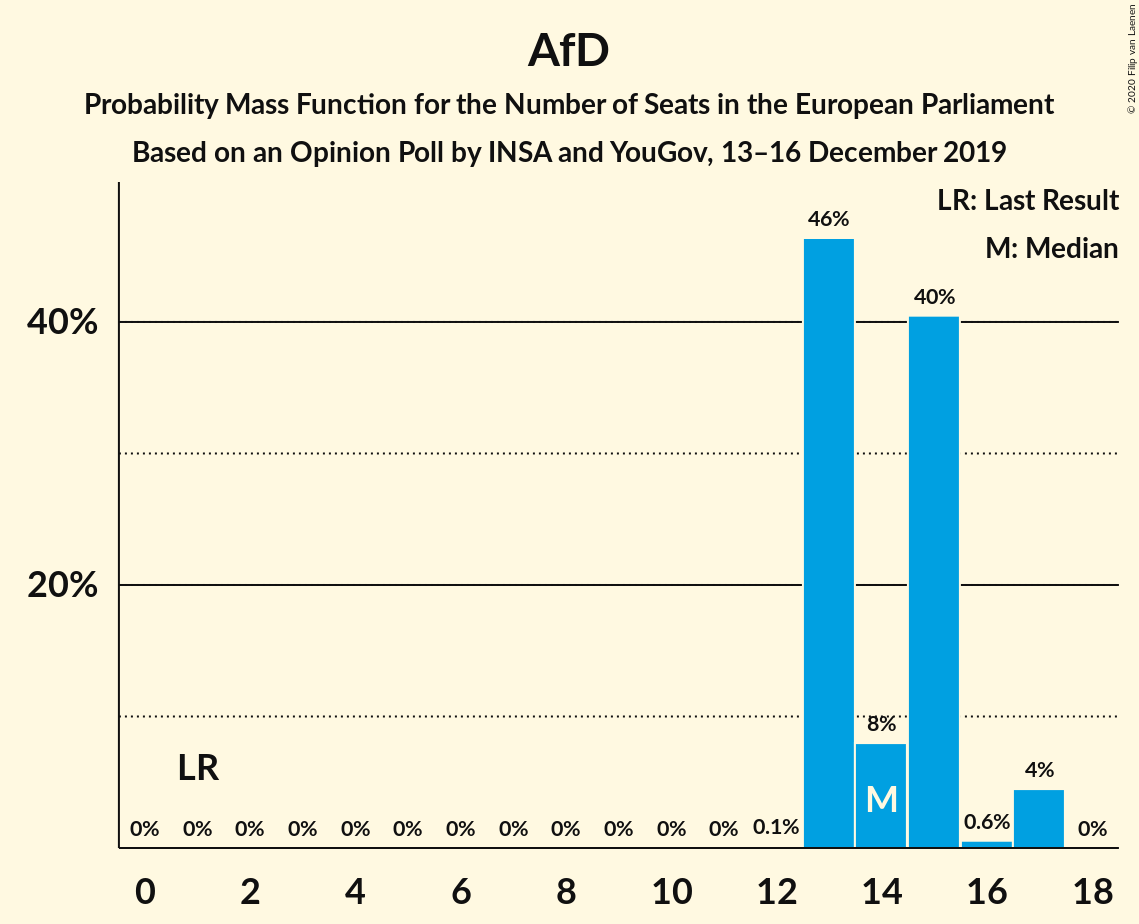 AfD
Probability Mass Function for the Number of Seats in the European Parliament
Based on an Opinion Poll by INSA and YouGov, 13–16 December 2019
© 2020 Filip van Laenen
LR: Last Result
M: Median
46%
40%
40%
20%
8%
LR
M
4%
0% 0% 0% 0% 0% 0% 0% 0% 0% 0% 0% 0% 0.1% 0.6% 0%
0 2 4 6 8 10 12 14 16 18